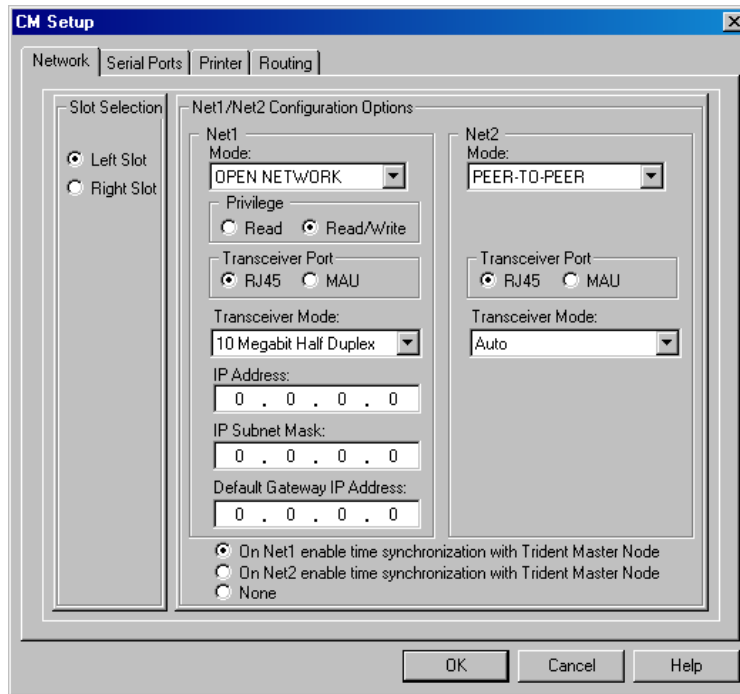 CM Setup
Network
Serial Ports
Printer
Routing
Slot Selection
Left Slot
Right Slot
Net1/Net2 Configuration Options
Net1
Mode:
OPEN NETWORK
Privilege
Read
Read/Write
Transceiver Port
RJ45
MAU
Transceiver Mode:
10 Megabit Half Duplex
IP Address:
0 . 0 . 0 . 0
IP Subnet Mask:
0 . 0 . 0 . 0
Default Gateway IP Address:
0 . 0 . 0 . 0
Net2
Mode:
PEER-TO-PEER
Transceiver Port
RJ45
MAU
Transceiver Mode:
Auto
On Net1 enable time synchronization with Trident Master Node
On Net2 enable time synchronization with Trident Master Node
None
OK
Cancel
Help